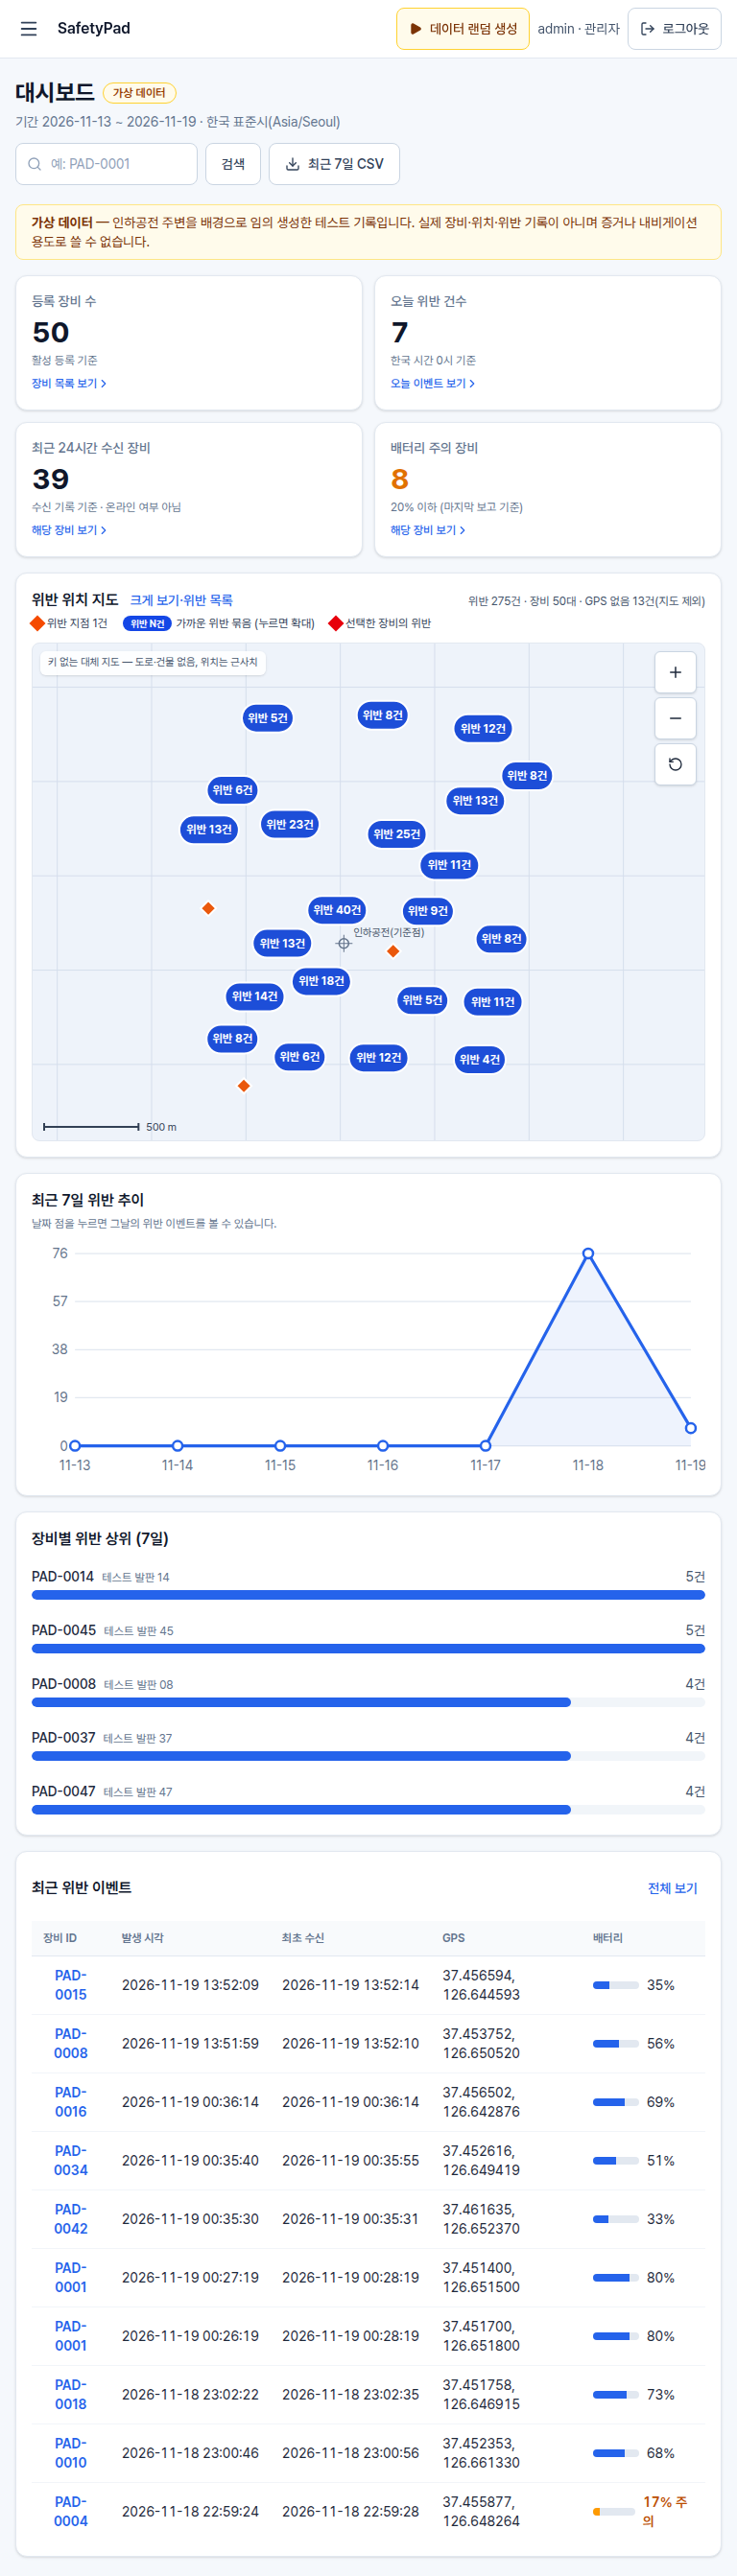 SafetyPad
데이터 랜덤 생성
admin · 관리자
로그아웃
대시보드
가상 데이터
기간 2026-11-13 ~ 2026-11-19 · 한국 표준시(Asia/Seoul)
예: PAD-0001
검색
최근 7일 CSV
가상 데이터 — 인하공전 주변을 배경으로 임의 생성한 테스트 기록입니다. 실제 장비·위치·위반 기록이 아니며 증거나 내비게이션
용도로 쓸 수 없습니다.
등록 장비 수
50
활성 등록 기준
장비 목록 보기
오늘 위반 건수
7
한국 시간 0시 기준
오늘 이벤트 보기
최근 24시간 수신 장비
39
수신 기록 기준 · 온라인 여부 아님
해당 장비 보기
배터리 주의 장비
8
20% 이하 (마지막 보고 기준)
해당 장비 보기
위반 위치 지도
크게 보기·위반 목록
위반 275건 · 장비 50대 · GPS 없음 13건(지도 제외)
위반 지점 1건
위반 N건
가까운 위반 묶음 (누르면 확대)
선택한 장비의 위반
키 없는 대체 지도 — 도로·건물 없음, 위치는 근사치
+
−
위반 5건
위반 8건
위반 12건
위반 8건
위반 6건
위반 13건
위반 13건
위반 23건
위반 25건
위반 11건
위반 40건
위반 9건
인하공전(기준점)
위반 13건
위반 8건
위반 18건
위반 14건
위반 5건
위반 11건
위반 8건
위반 6건
위반 12건
위반 4건
500 m
최근 7일 위반 추이
날짜 점을 누르면 그날의 위반 이벤트를 볼 수 있습니다.
76
57
38
19
0
11-13
11-14
11-15
11-16
11-17
11-18
11-19
장비별 위반 상위 (7일)
PAD-0014 테스트 발판 14 5건
PAD-0045 테스트 발판 45 5건
PAD-0008 테스트 발판 08 4건
PAD-0037 테스트 발판 37 4건
PAD-0047 테스트 발판 47 4건
최근 위반 이벤트
전체 보기
장비 ID 발생 시각 최초 수신 GPS 배터리
PAD-
0015
2026-11-19 13:52:09
2026-11-19 13:52:14
37.456594,
126.644593
35%
PAD-
0008
2026-11-19 13:51:59
2026-11-19 13:52:10
37.453752,
126.650520
56%
PAD-
0016
2026-11-19 00:36:14
2026-11-19 00:36:14
37.456502,
126.642876
69%
PAD-
0034
2026-11-19 00:35:40
2026-11-19 00:35:55
37.452616,
126.649419
51%
PAD-
0042
2026-11-19 00:35:30
2026-11-19 00:35:31
37.461635,
126.652370
33%
PAD-
0001
2026-11-19 00:27:19
2026-11-19 00:28:19
37.451400,
126.651500
80%
PAD-
0001
2026-11-19 00:26:19
2026-11-19 00:28:19
37.451700,
126.651800
80%
PAD-
0018
2026-11-18 23:02:22
2026-11-18 23:02:35
37.451758,
126.646915
73%
PAD-
0010
2026-11-18 23:00:46
2026-11-18 23:00:56
37.452353,
126.661330
68%
PAD-
0004
2026-11-18 22:59:24
2026-11-18 22:59:28
37.455877,
126.648264
17% 주
의